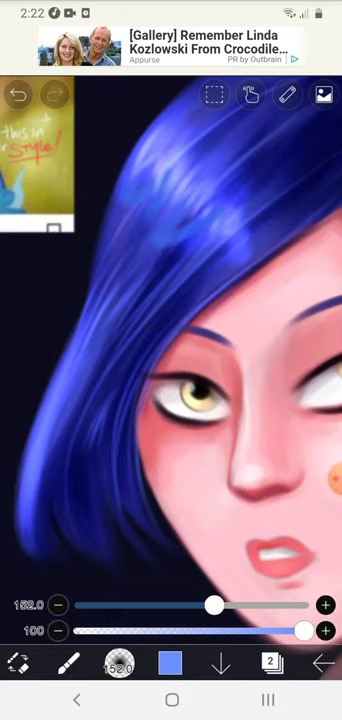 2:22
[Gallery] Remember Linda
Kozlowski From Crocodile...
Appurse
PR by Outbrain
this in
Style!
152.0
100
152.0
2